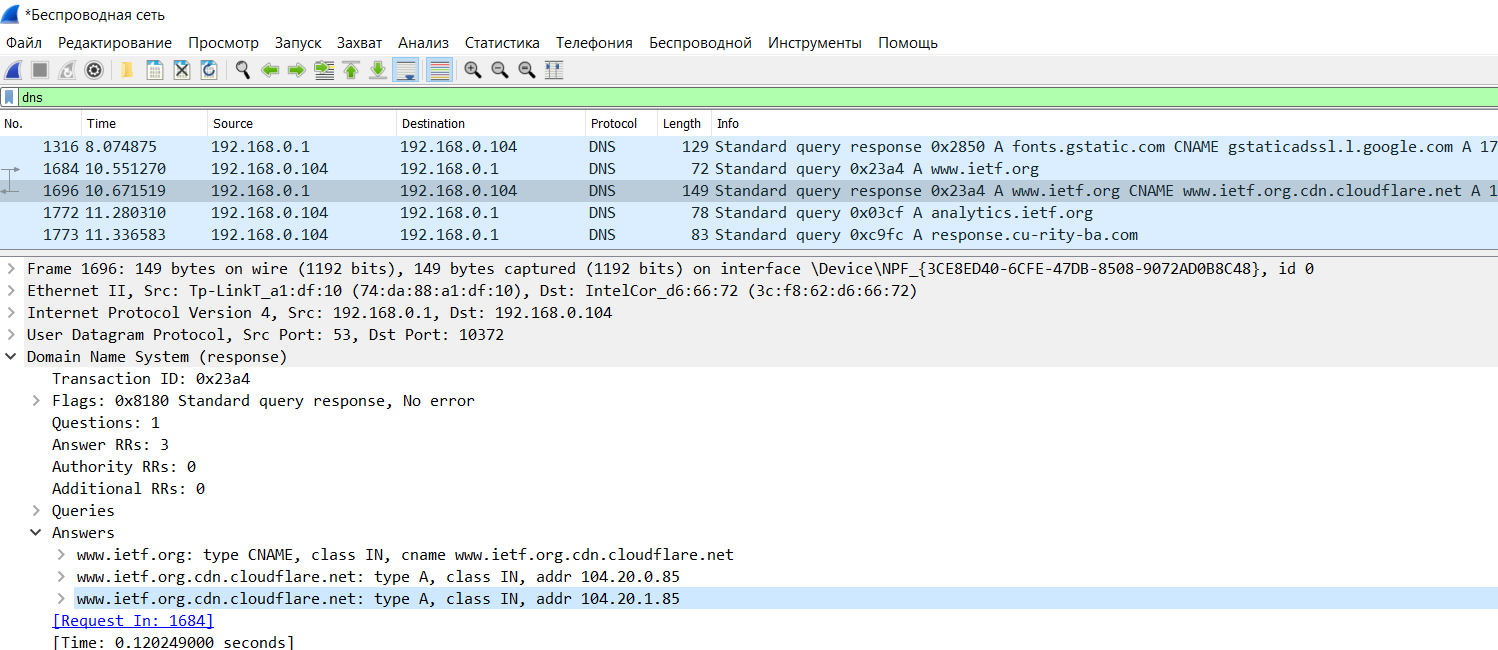 *Беспроводная сеть
Файл Редактирование Просмотр Запуск Захват Анализ Статистика Телефония Беспроводной Инструменты Помощь
dns
No. Time Source Destination Protocol Length Info
1316 8.074875 192.168.0.1 192.168.0.104 DNS 129 Standard query response 0x2850 A fonts.gstatic.com CNAME gstaticadssl.l.google.com A 17
1684 10.551270 192.168.0.104 192.168.0.1 DNS 72 Standard query 0x23a4 A www.ietf.org
1696 10.671519 192.168.0.1 192.168.0.104 DNS 149 Standard query response 0x23a4 A www.ietf.org CNAME www.ietf.org.cdn.cloudflare.net A 1
1772 11.280310 192.168.0.104 192.168.0.1 DNS 78 Standard query 0x03cf A analytics.ietf.org
1773 11.336583 192.168.0.104 192.168.0.1 DNS 83 Standard query 0xc9fc A response.cu-rity-ba.com
Frame 1696: 149 bytes on wire (1192 bits), 149 bytes captured (1192 bits) on interface \Device\NPF_{3CE8ED40-6CFE-47DB-8508-9072AD0B8C48}, id 0
Ethernet II, Src: Tp-LinkT_a1:df:10 (74:da:88:a1:df:10), Dst: IntelCor_d6:66:72 (3c:f8:62:d6:66:72)
Internet Protocol Version 4, Src: 192.168.0.1, Dst: 192.168.0.104
User Datagram Protocol, Src Port: 53, Dst Port: 10372
Domain Name System (response)
Transaction ID: 0x23a4
Flags: 0x8180 Standard query response, No error
Questions: 1
Answer RRs: 3
Authority RRs: 0
Additional RRs: 0
Queries
Answers
www.ietf.org: type CNAME, class IN, cname www.ietf.org.cdn.cloudflare.net
www.ietf.org.cdn.cloudflare.net: type A, class IN, addr 104.20.0.85
www.ietf.org.cdn.cloudflare.net: type A, class IN, addr 104.20.1.85
[Request In: 1684]
[Time: 0.120249000 seconds]